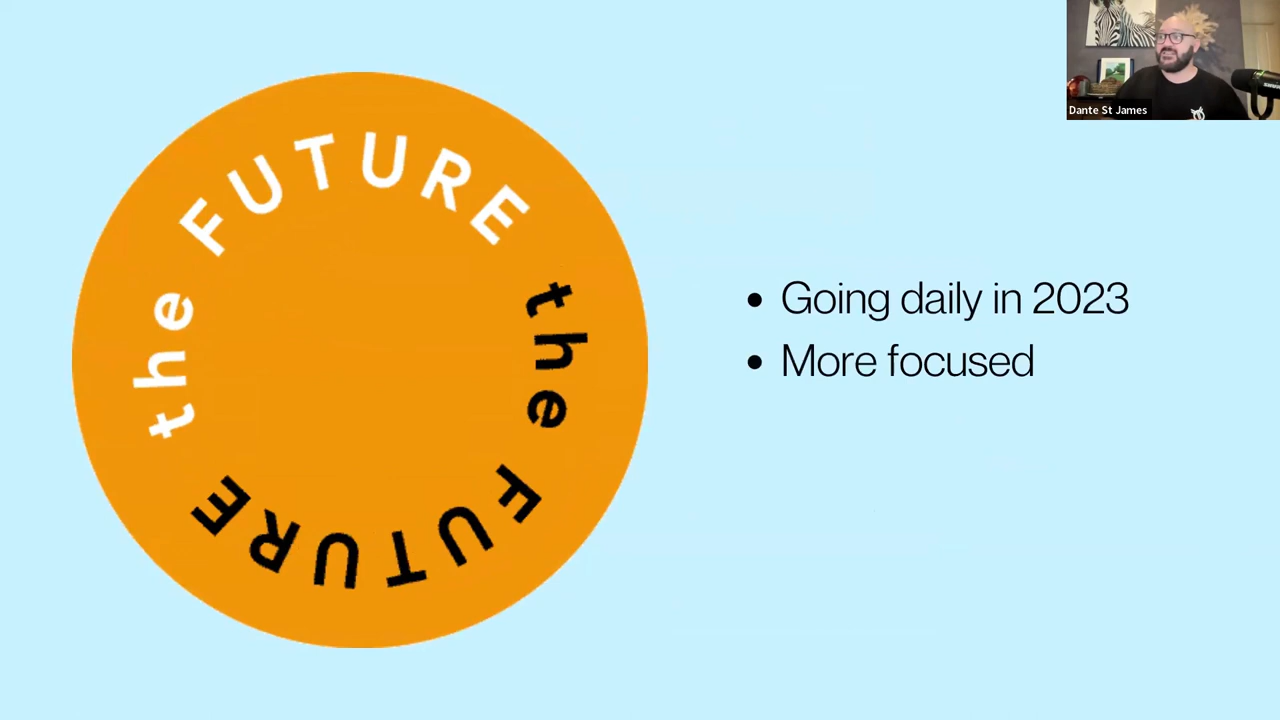 the FUTURE
the FUTURE
Going daily in 2023
More focused
Dante St James